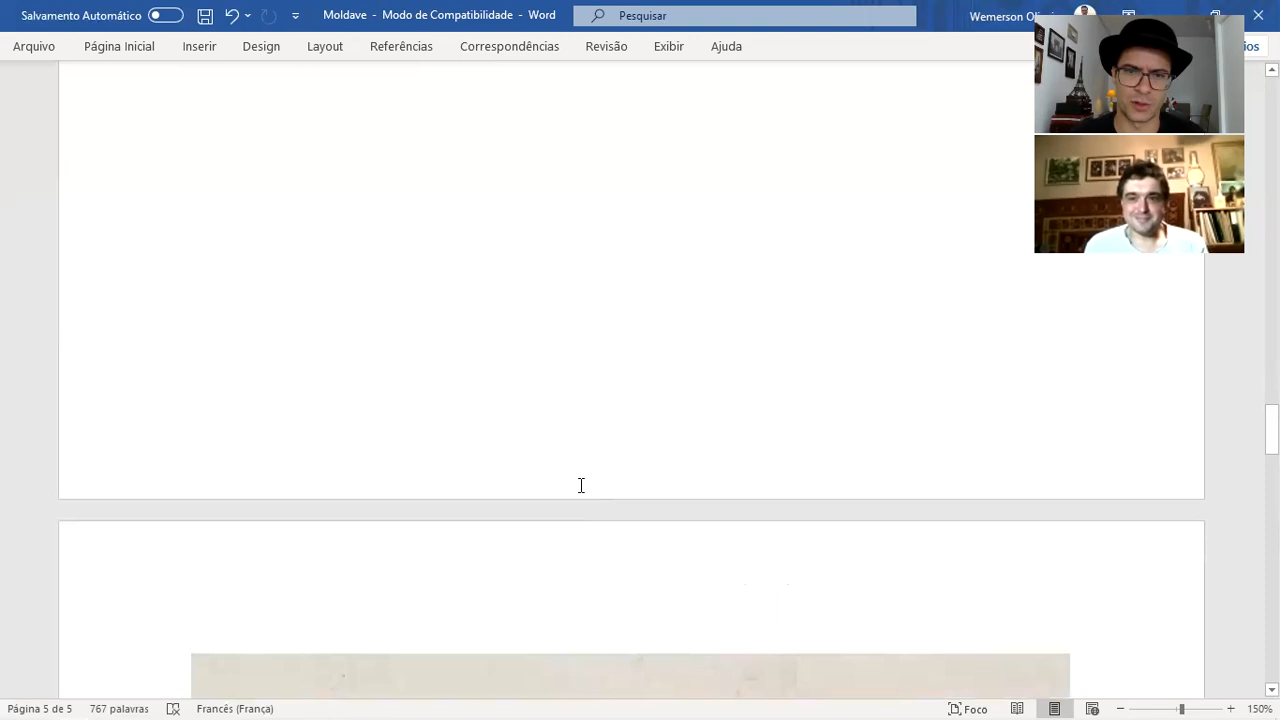 Salvamento Automático
Moldave - Modo de Compatibilidade - Word
Pesquisar
Wemerson O
Arquivo
Página Inicial
Inserir
Design
Layout
Referências
Correspondências
Revisão
Exibir
Ajuda
ios
Página 5 de 5
767 palavras
Francês (França)
Foco
150%